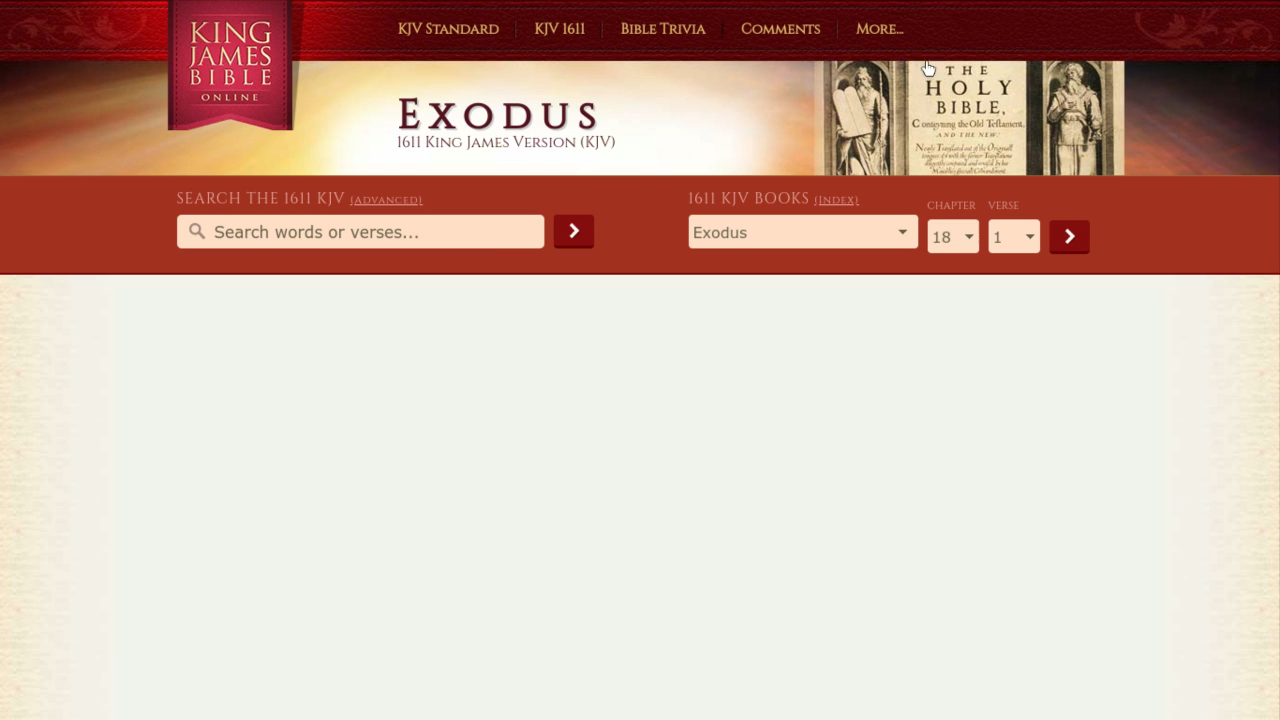 KING
JAMES
BIBLE
ONLINE
KJV Standard
KJV 1611
Bible Trivia
Comments
More...
Exodus
1611 King James Version (KJV)
THE
HOLY
BIBLE,
Conteyning the Old Testament,
AND THE NEW:
SEARCH THE 1611 KJV (Advanced)
Search words or verses...
1611 KJV BOOKS (Index)
Exodus
CHAPTER
18
VERSE
1